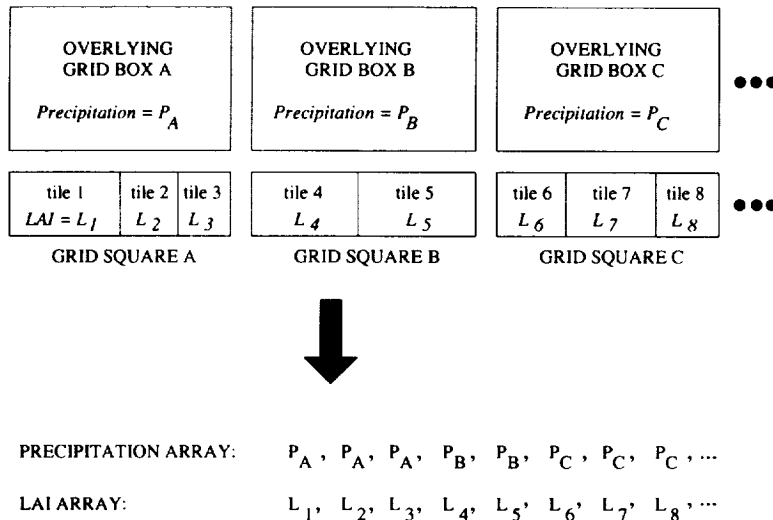 OVERLYING GRID BOX A
Precipitation = P_A
OVERLYING GRID BOX B
Precipitation = P_B
OVERLYING GRID BOX C
Precipitation = P_C
•••
tile 1
LAI = L_1
tile 2
L_2
tile 3
L_3
tile 4
L_4
tile 5
L_5
tile 6
L_6
tile 7
L_7
tile 8
L_8
•••
GRID SQUARE A
GRID SQUARE B
GRID SQUARE C
PRECIPITATION ARRAY: P_A, P_A, P_A, P_B, P_B, P_C, P_C, P_C, ...
LAI ARRAY: L_1, L_2, L_3, L_4, L_5, L_6, L_7, L_8, ...